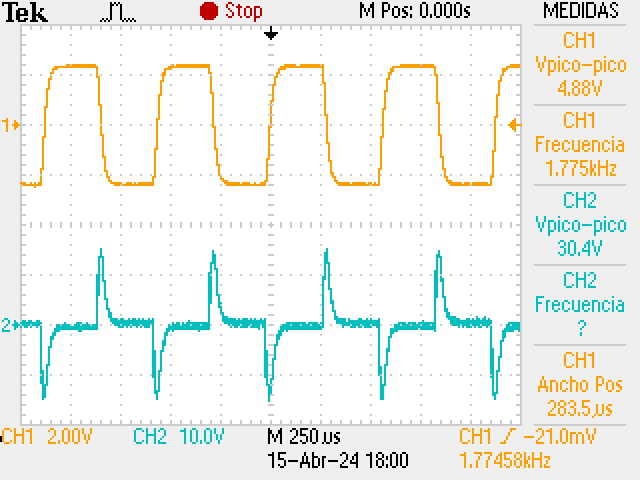 Tek Stop M Pos: 0.000s MEDIDAS
CH1
Vpico-pico
4.88V
CH1
Frecuencia
1.775kHz
CH2
Vpico-pico
30.4V
CH2
Frecuencia
?
CH1
Ancho Pos
283.5µs
1
2
CH1 2.00V CH2 10.0V M 250µs CH1 -21.0mV
15-Abr-24 18:00 1.77458kHz